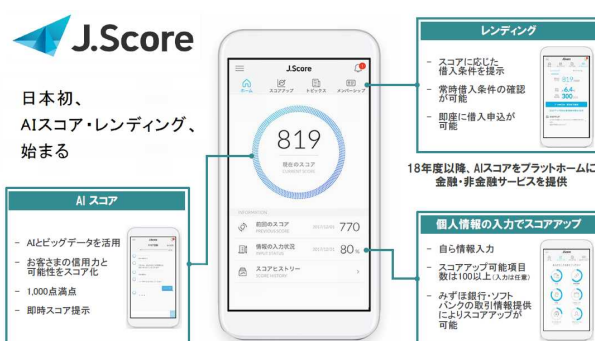 J.Score
日本初、
AIスコア・レンディング、
始まる
AI スコア
- AIとビッグデータを活用
- お客さまの信用力と
可能性をスコア化
- 1,000点満点
- 即時スコア提示
J.Score
ホーム
スコアアップ
トピックス
メンバーシップ
819
現在のスコア
CURRENT SCORE
前回のスコア
PREVIOUS SCORE
770
情報の入力状況
INPUT STATUS
80%
スコアヒストリー
SCORE HISTORY
レンディング
- スコアに応じた
借入条件を提示
- 常時借入条件の確認
が可能
- 即座に借入申込が
可能
819
6.4
300
18年度以降、AIスコアをプラットホームに
金融・非金融サービスを提供
個人情報の入力でスコアアップ
- 自ら情報入力
- スコアアップ可能項目
数は100以上(入力は任意)
- みずほ銀行・ソフト
バンクの取引情報提供
によりスコアアップが
可能